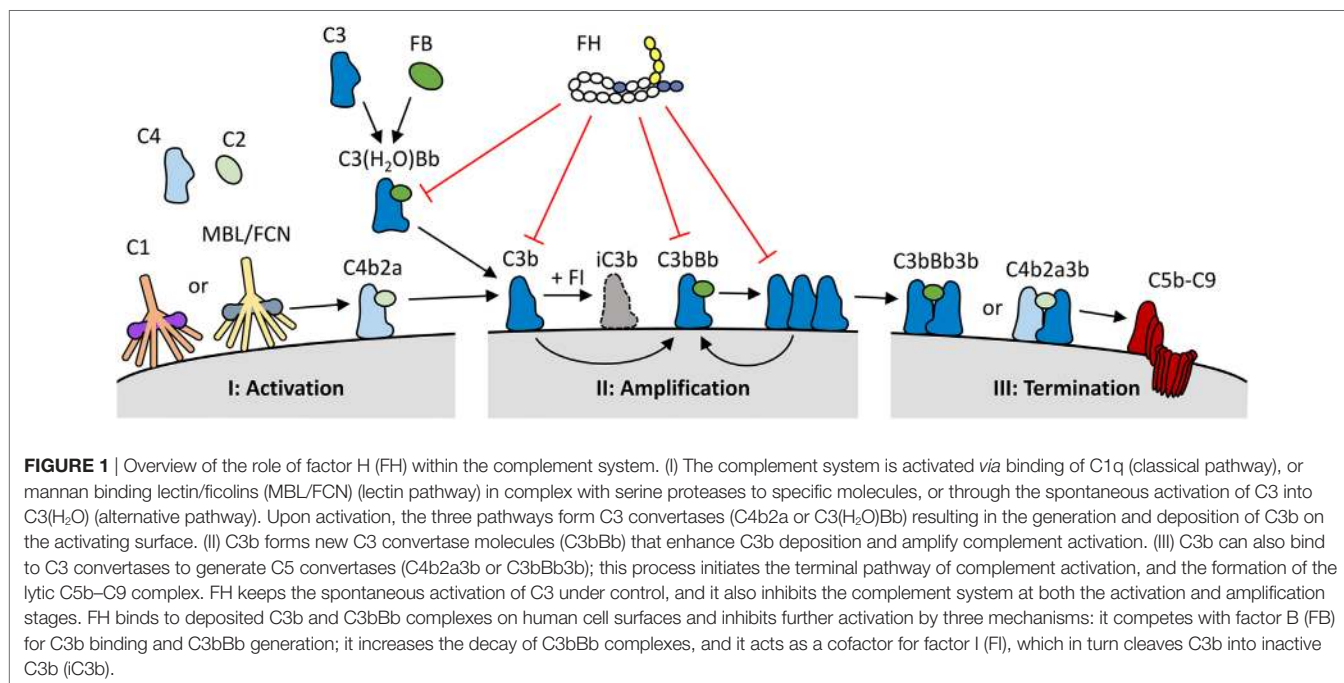 C3
FB
FH
C4
C2
C3(H₂O)Bb
C1
or
MBL/FCN
C4b2a
C3b
+ FI
iC3b
C3bBb
C3bBb3b
or
C4b2a3b
C5b-C9
I: Activation
II: Amplification
III: Termination
FIGURE 1 | Overview of the role of factor H (FH) within the complement system. (I) The complement system is activated via binding of C1q (classical pathway), or
mannan binding lectin/ficolins (MBL/FCN) (lectin pathway) in complex with serine proteases to specific molecules, or through the spontaneous activation of C3 into
C3(H₂O) (alternative pathway). Upon activation, the three pathways form C3 convertases (C4b2a or C3(H₂O)Bb) resulting in the generation and deposition of C3b on
the activating surface. (II) C3b forms new C3 convertase molecules (C3bBb) that enhance C3b deposition and amplify complement activation. (III) C3b can also bind
to C3 convertases to generate C5 convertases (C4b2a3b or C3bBb3b); this process initiates the terminal pathway of complement activation, and the formation of the
lytic C5b–C9 complex. FH keeps the spontaneous activation of C3 under control, and it also inhibits the complement system at both the activation and amplification
stages. FH binds to deposited C3b and C3bBb complexes on human cell surfaces and inhibits further activation by three mechanisms: it competes with factor B (FB)
for C3b binding and C3bBb generation; it increases the decay of C3bBb complexes, and it acts as a cofactor for factor I (FI), which in turn cleaves C3b into inactive
C3b (iC3b).